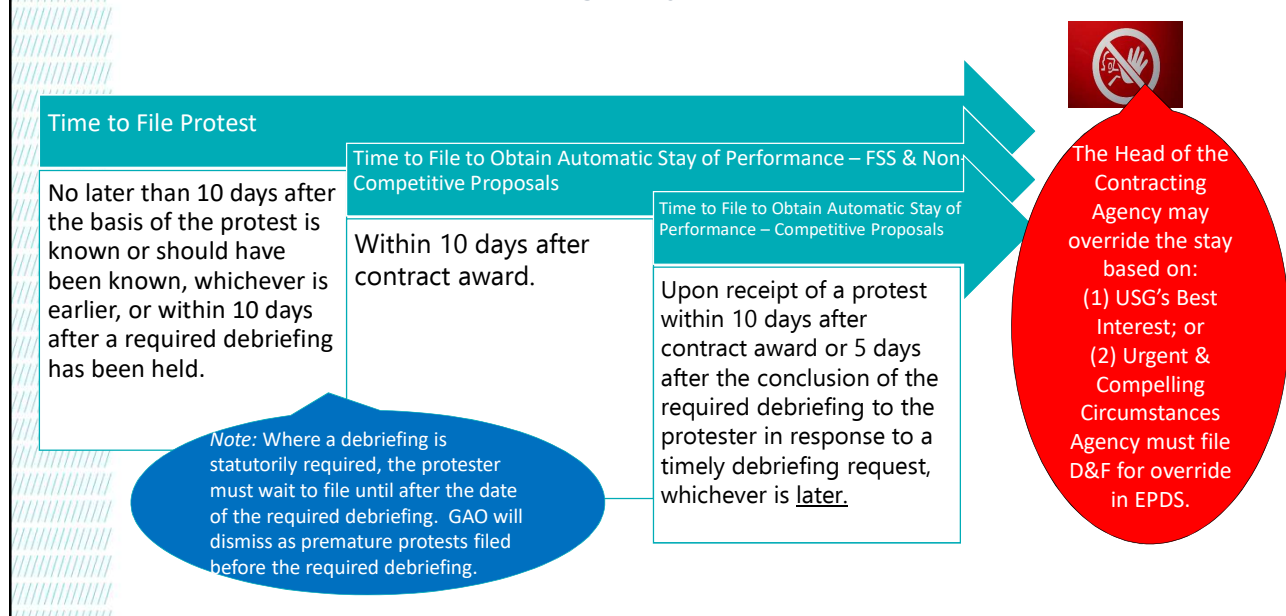 Time to File Protest
No later than 10 days after
the basis of the protest is
known or should have
been known, whichever is
earlier, or within 10 days
after a required debriefing
has been held.
Time to File to Obtain Automatic Stay of Performance – FSS & Non-
Competitive Proposals
Within 10 days after
contract award.
Time to File to Obtain Automatic Stay of
Performance – Competitive Proposals
Upon receipt of a protest
within 10 days after
contract award or 5 days
after the conclusion of the
required debriefing to the
protester in response to a
timely debriefing request,
whichever is later.
Note: Where a debriefing is
statutorily required, the protester
must wait to file until after the date
of the required debriefing. GAO will
dismiss as premature protests filed
before the required debriefing.
The Head of the
Contracting
Agency may
override the stay
based on:
(1) USG's Best
Interest; or
(2) Urgent &
Compelling
Circumstances
Agency must file
D&F for override
in EPDS.